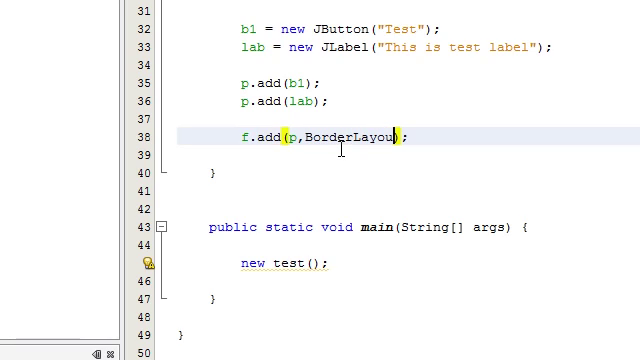 31
32 b1 = new JButton("Test");
33 lab = new JLabel("This is test label");
34
35 p.add(b1);
36 p.add(lab);
37
38 f.add(p,BorderLayou);
39
40 }
41
42
43 public static void main(String[] args) {
44
new test();
46
47 }
48
49 }
50